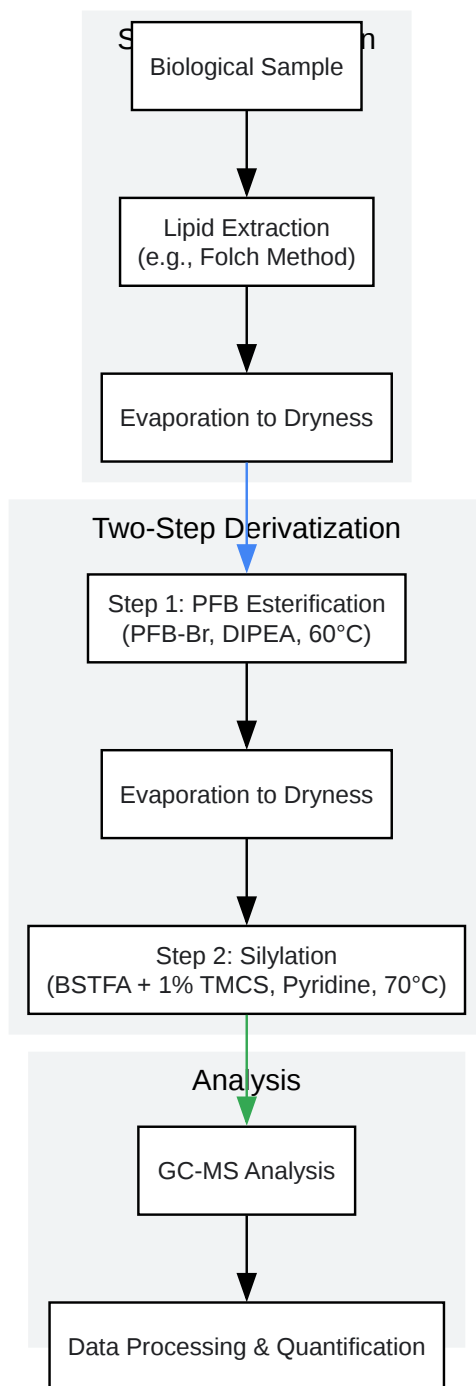 Biological Sample
Lipid Extraction
(e.g., Folch Method)
Evaporation to Dryness
Two-Step Derivatization
Step 1: PFB Esterification
(PFB-Br, DIPEA, 60°C)
Evaporation to Dryness
Step 2: Silylation
(BSTFA + 1% TMCS, Pyridine, 70°C)
Analysis
GC-MS Analysis
Data Processing & Quantification